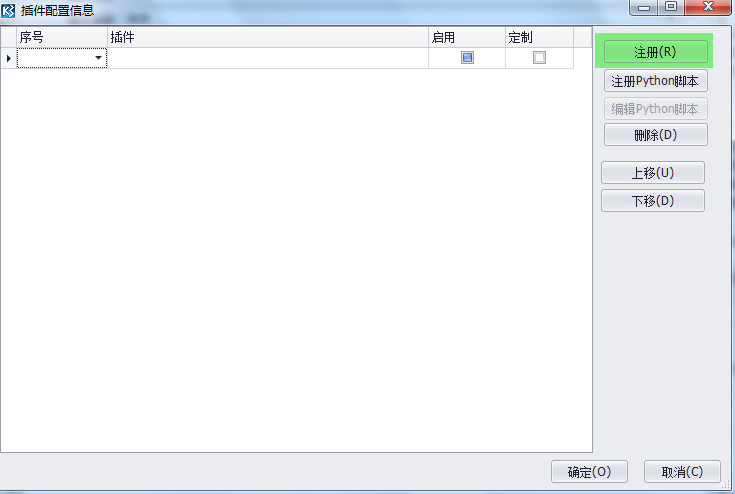 插件配置信息
序号 插件 启用 定制
注册(R)
注册Python脚本
编辑Python脚本
删除(D)
上移(U)
下移(D)
确定(O) 取消(C)